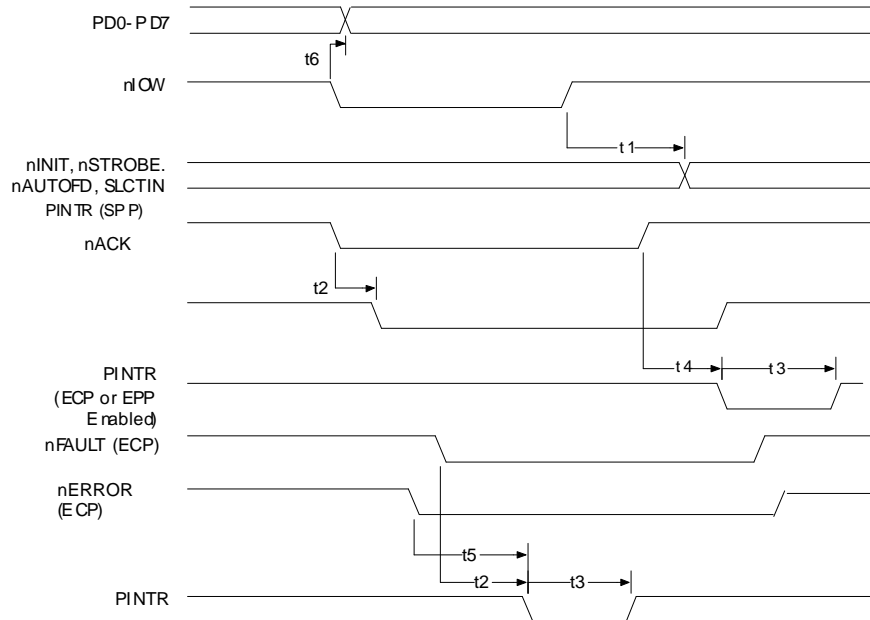 PD0-PD7
t6
nIOW
t1
nINIT, nSTROBE.
nAUTOFD, SLCTIN
PINTR (SPP)
nACK
t2
t4
t3
PINTR
(ECP or EPP
Enabled)
nFAULT (ECP)
nERROR
(ECP)
t5
t2
t3
PINTR